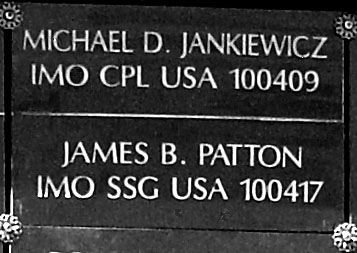 MICHAEL D. JANKIEWICZ
IMO CPL USA 100409
JAMES B. PATTON
IMO SSG USA 100417